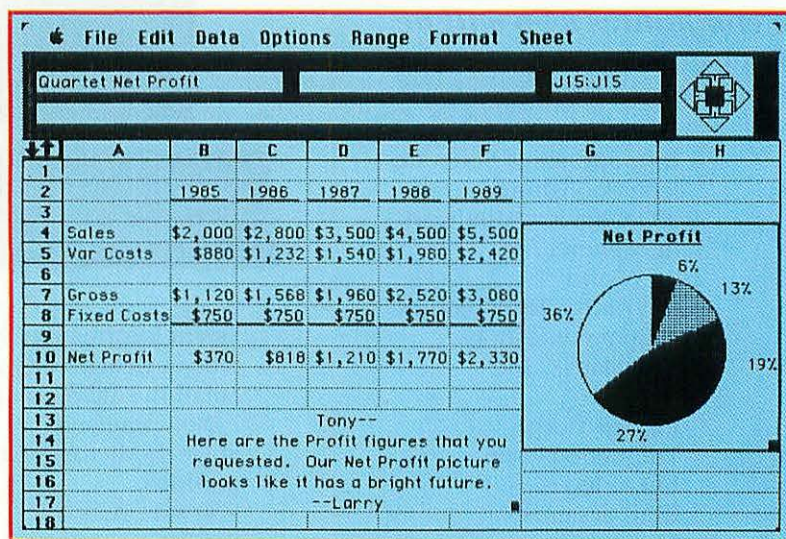 File Edit Data Options Range Format Sheet
Quartet Net Profit J15:J15
A B C D E F G H
1
2 1985 1986 1987 1988 1989
3
4 Sales $2,000 $2,800 $3,500 $4,500 $5,500
5 Var Costs $880 $1,232 $1,540 $1,980 $2,420
6
7 Gross $1,120 $1,568 $1,960 $2,520 $3,080
8 Fixed Costs $750 $750 $750 $750 $750
9
10 Net Profit $370 $818 $1,210 $1,770 $2,330
11
12
13 Tony--
14 Here are the Profit figures that you
15 requested. Our Net Profit picture
16 looks like it has a bright future.
17 --Larry
18
Net Profit
6%
13%
36%
19%
27%